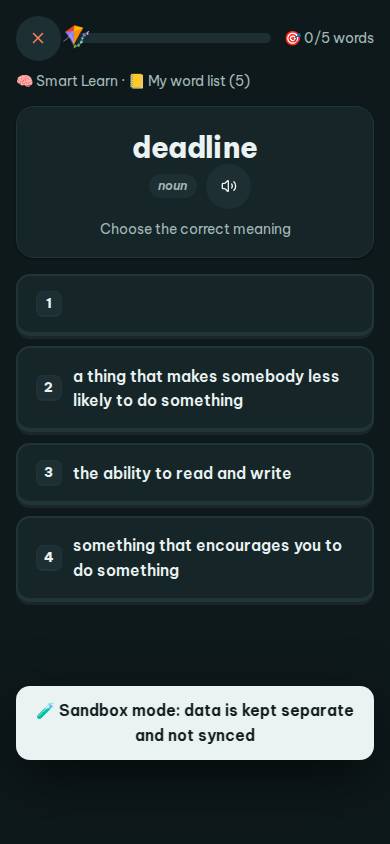 0/5 words
Smart Learn · My word list (5)
deadline
noun
Choose the correct meaning
1
2
a thing that makes somebody less
likely to do something
3
the ability to read and write
4
something that encourages you to
do something
Sandbox mode: data is kept separate
and not synced